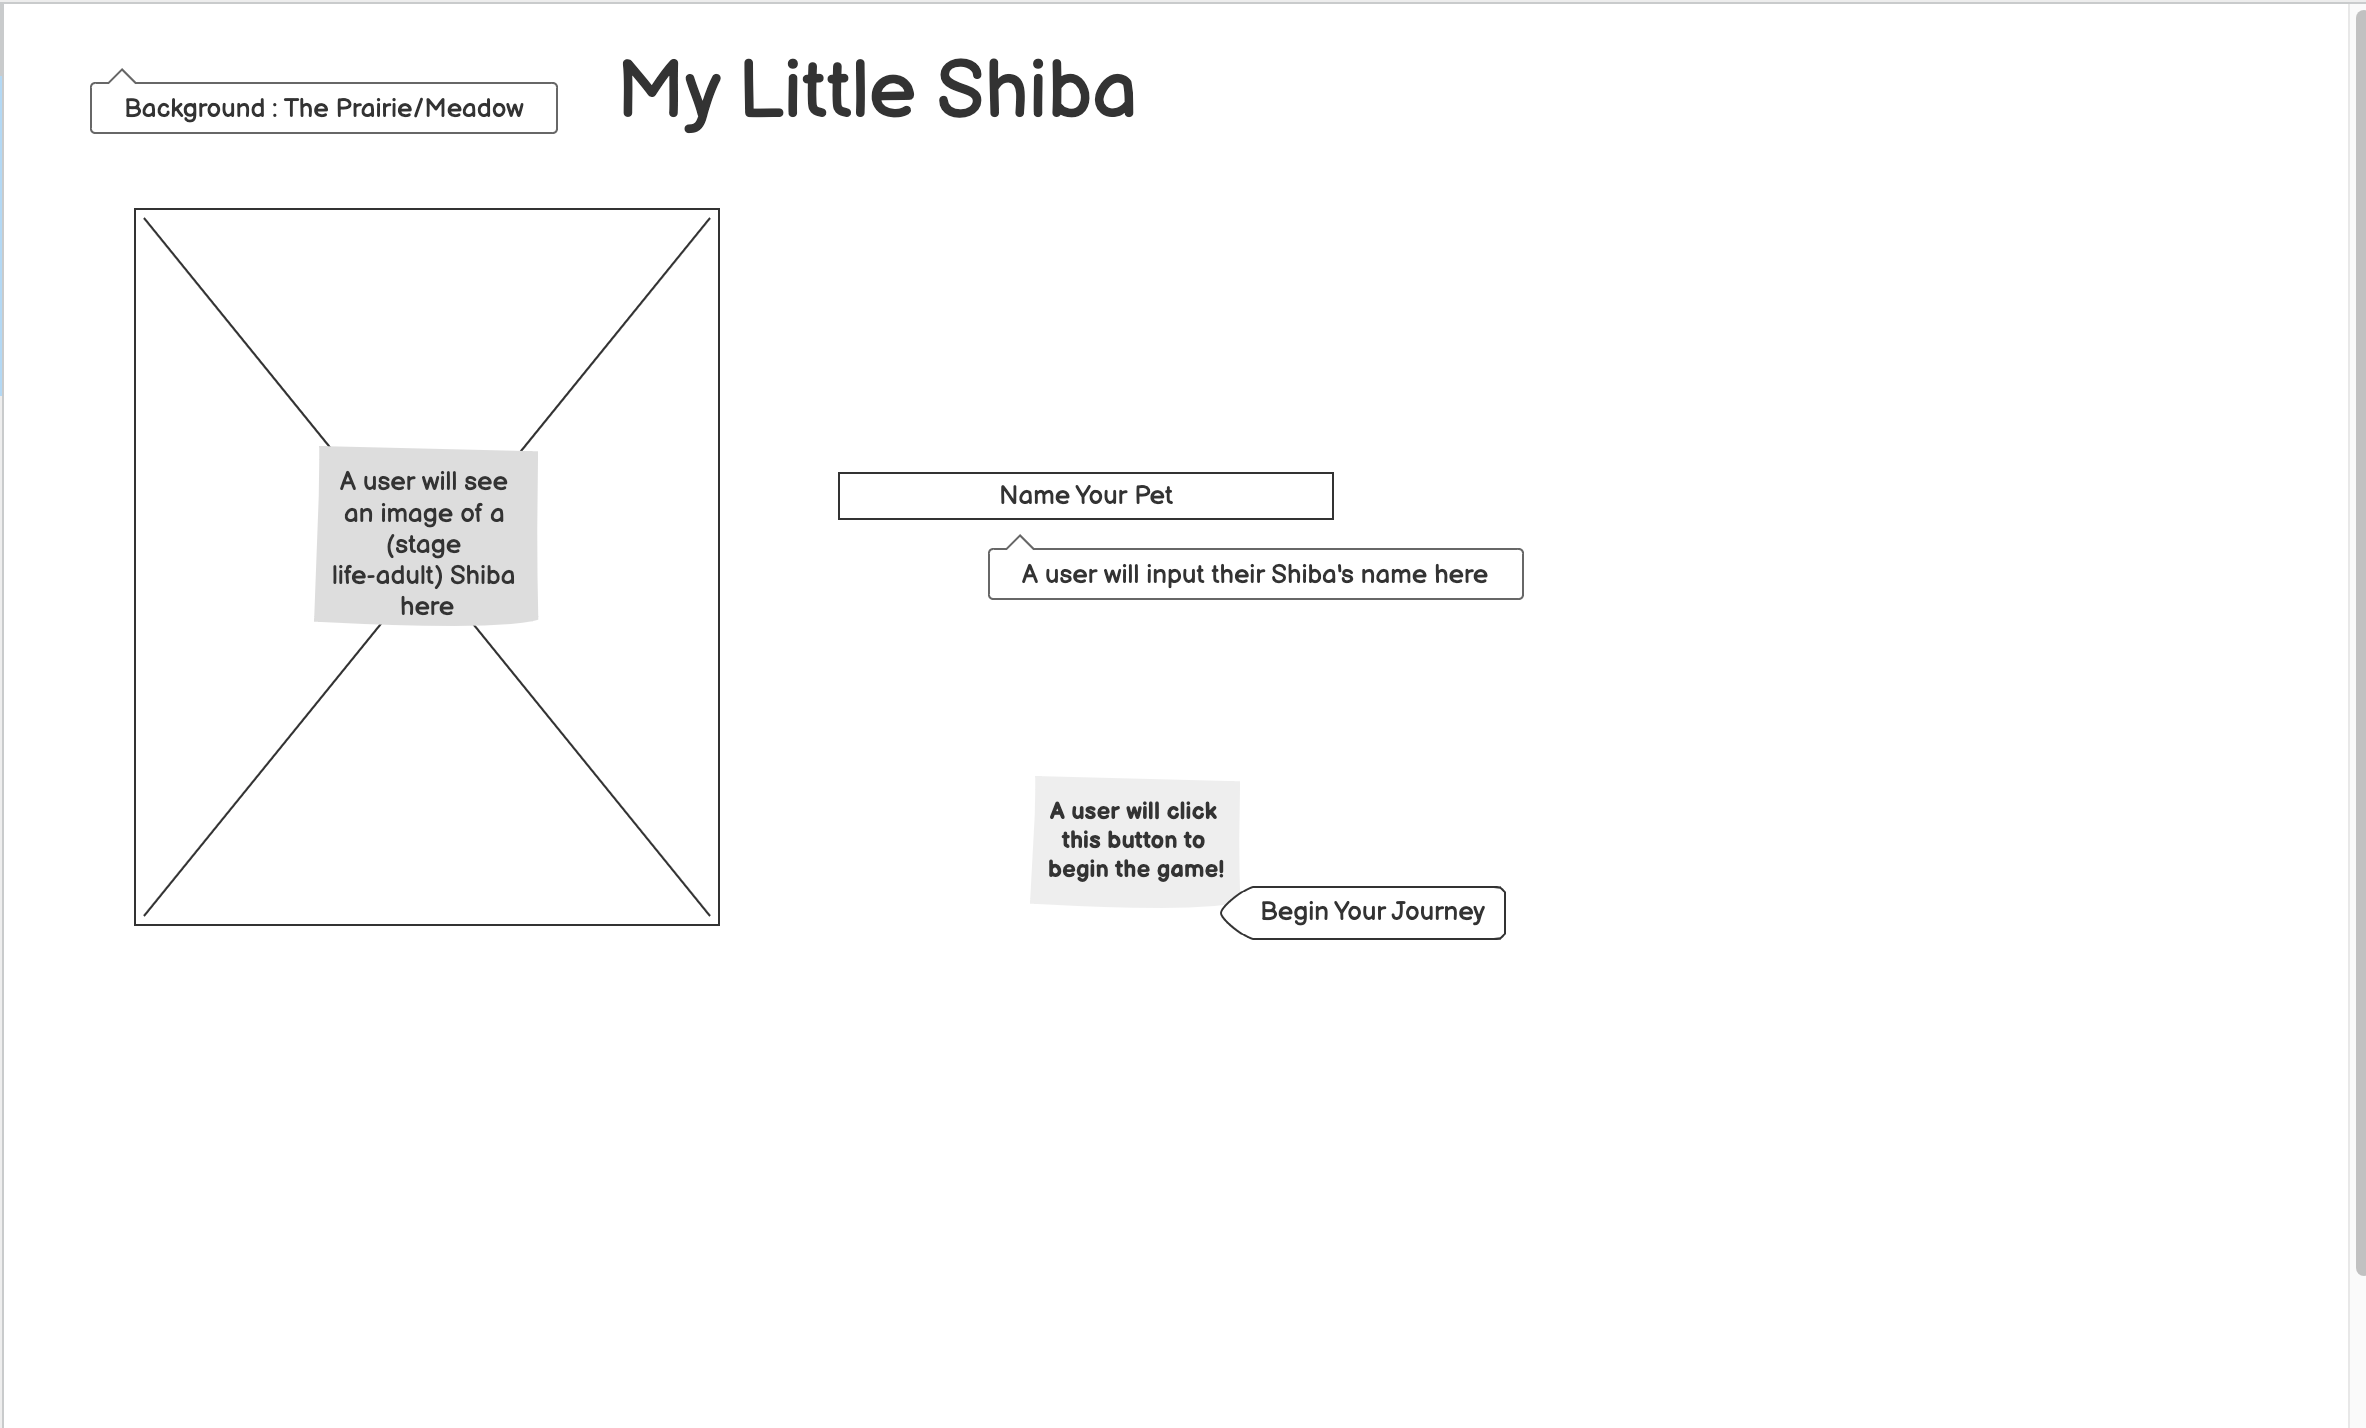 My Little Shiba
Background : The Prairie/Meadow
A user will see
an image of a
(stage
life-adult) Shiba
here
Name Your Pet
A user will input their Shiba's name here
A user will click
this button to
begin the game!
Begin Your Journey